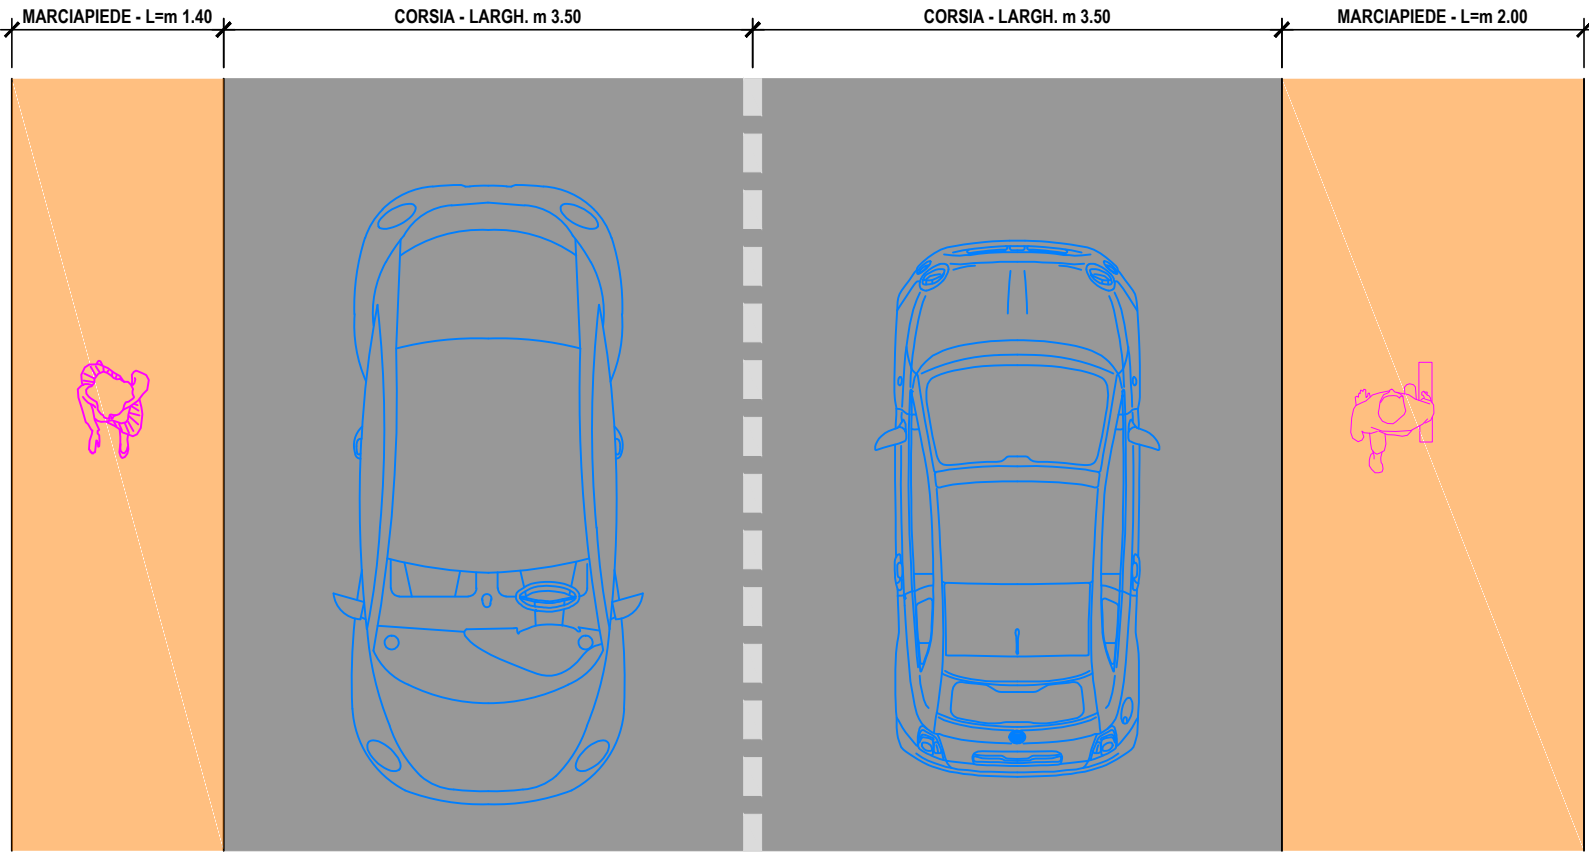 MARCIAPIEDE - L=m 1.40
CORSIA - LARGH. m 3.50
CORSIA - LARGH. m 3.50
MARCIAPIEDE - L=m 2.00